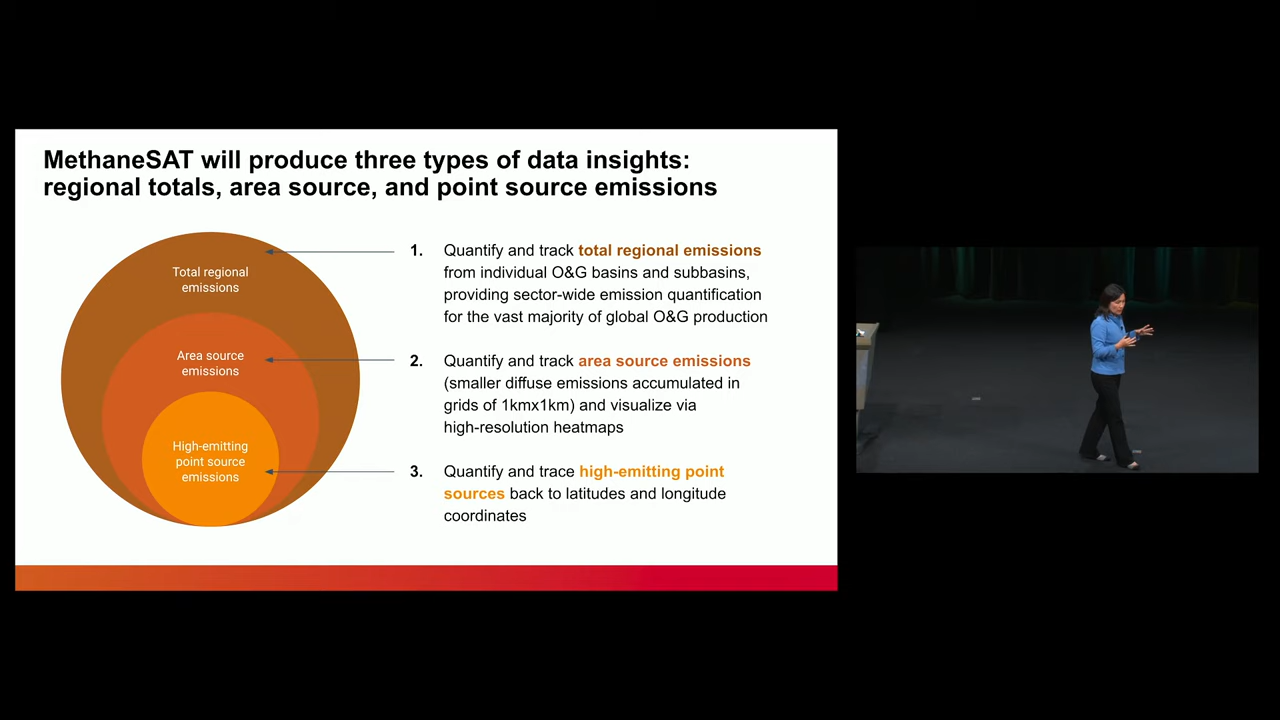 MethaneSAT will produce three types of data insights:
regional totals, area source, and point source emissions
Total regional
emissions
Area source
emissions
High-emitting
point source
emissions
1. Quantify and track total regional emissions
from individual O&G basins and subbasins,
providing sector-wide emission quantification
for the vast majority of global O&G production
2. Quantify and track area source emissions
(smaller diffuse emissions accumulated in
grids of 1kmx1km) and visualize via
high-resolution heatmaps
3. Quantify and trace high-emitting point
sources back to latitudes and longitude
coordinates